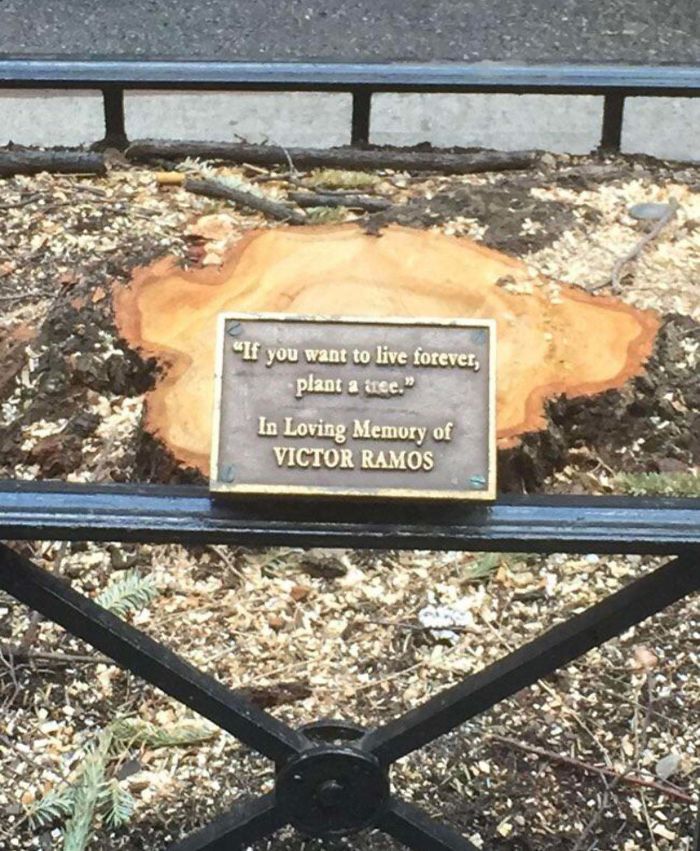 “If you want to live forever,
plant a tree.”
In Loving Memory of
VICTOR RAMOS